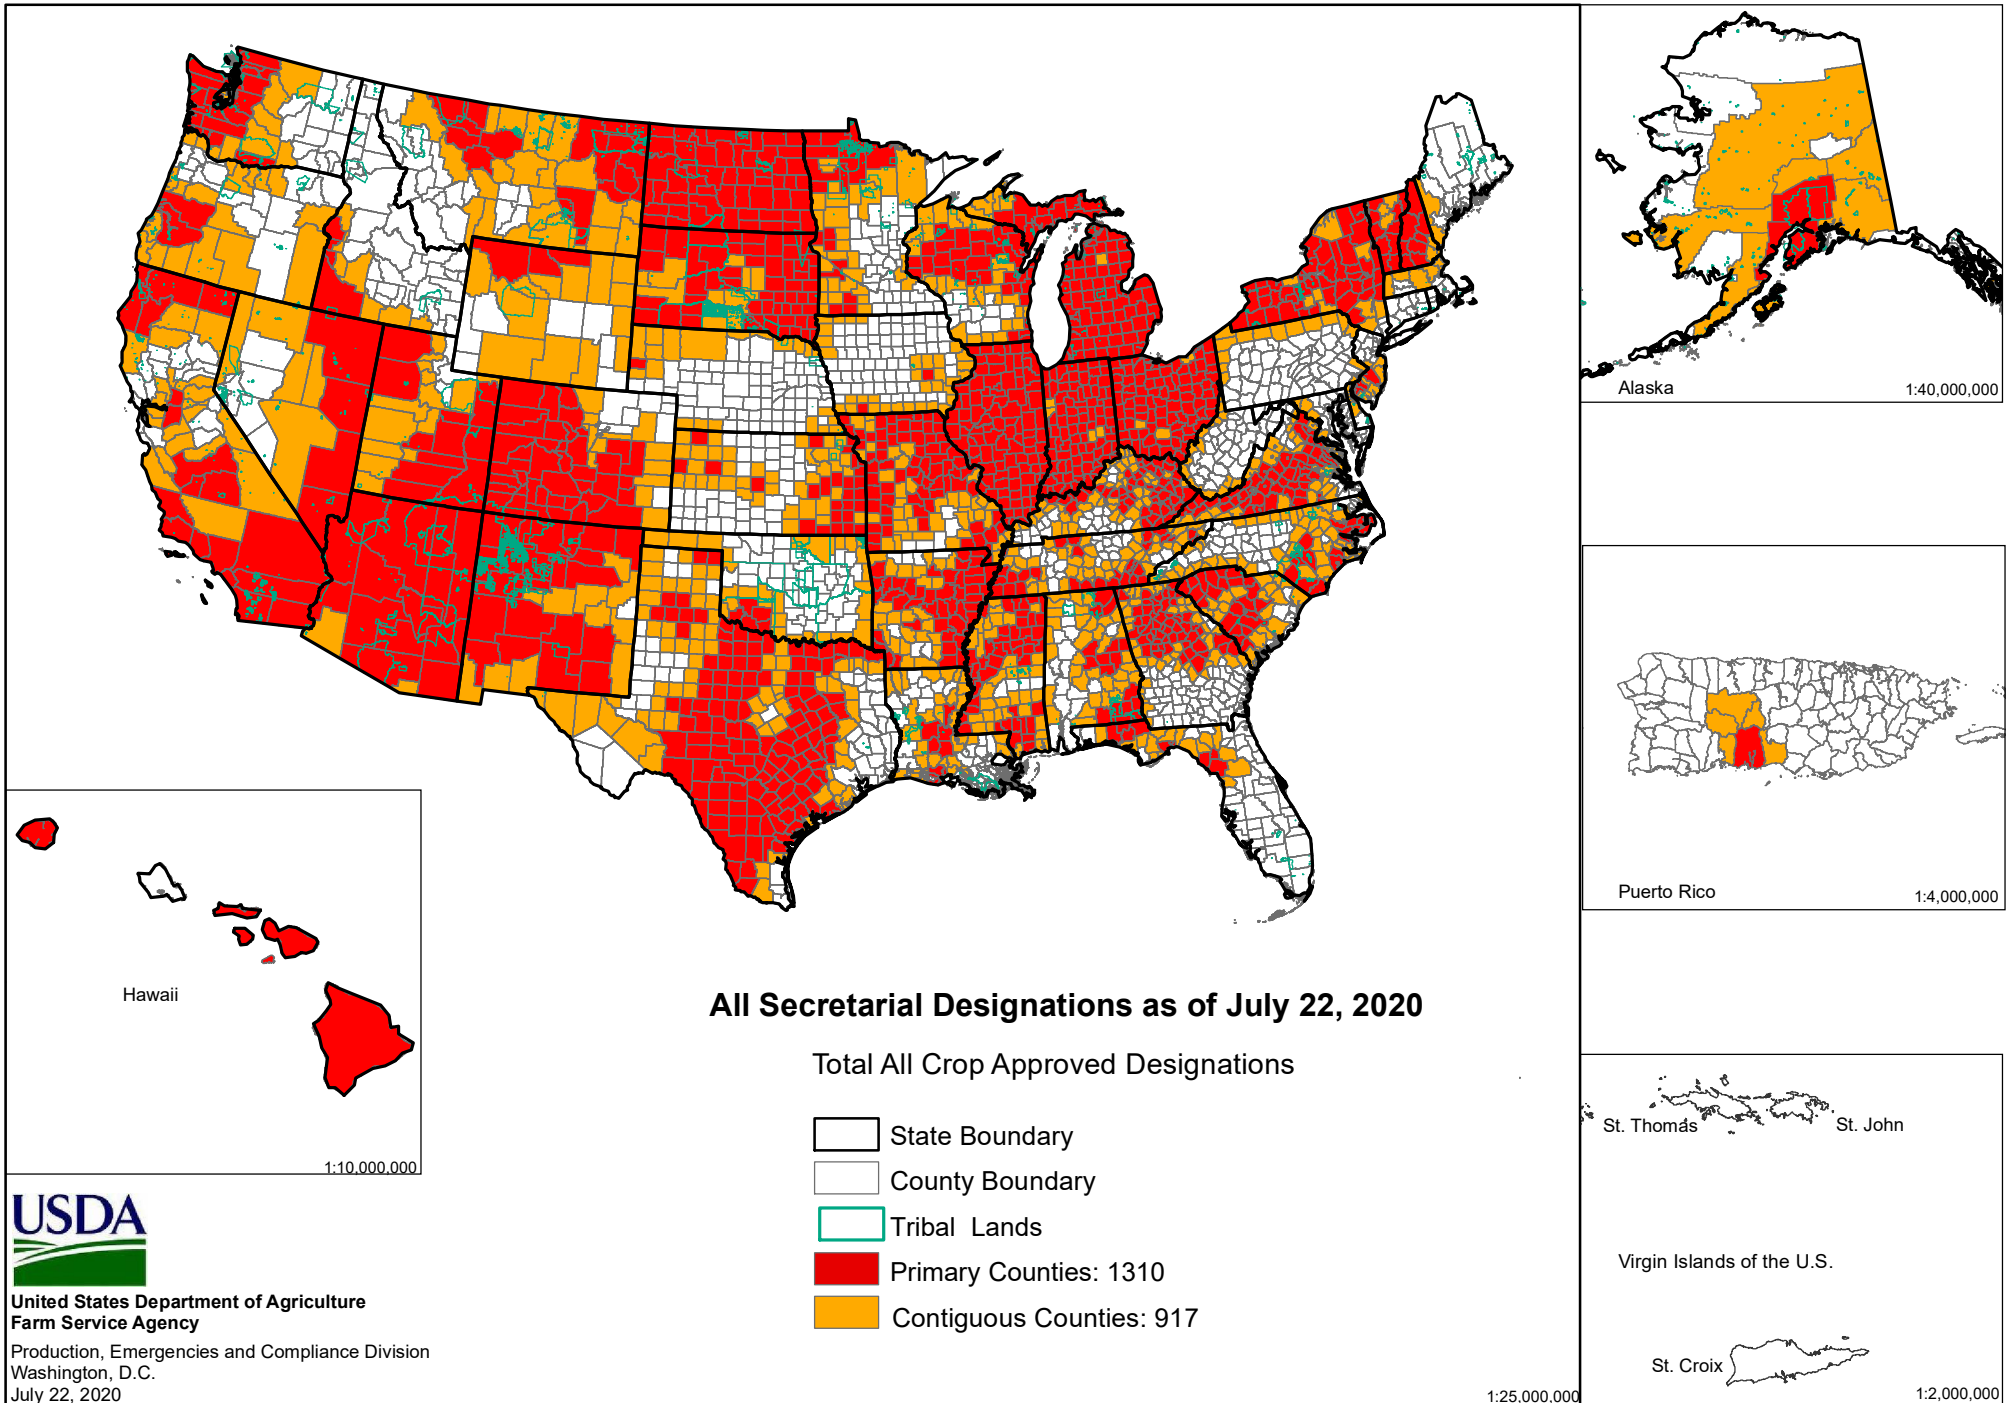 Alaska
1:40,000,000
Puerto Rico
1:4,000,000
Hawaii
1:10,000,000
All Secretarial Designations as of July 22, 2020
Total All Crop Approved Designations
State Boundary
County Boundary
Tribal Lands
Primary Counties: 1310
Contiguous Counties: 917
St. Thomas
St. John
Virgin Islands of the U.S.
St. Croix
1:2,000,000
USDA
United States Department of Agriculture
Farm Service Agency
Production, Emergencies and Compliance Division
Washington, D.C.
July 22, 2020
1:25,000,000